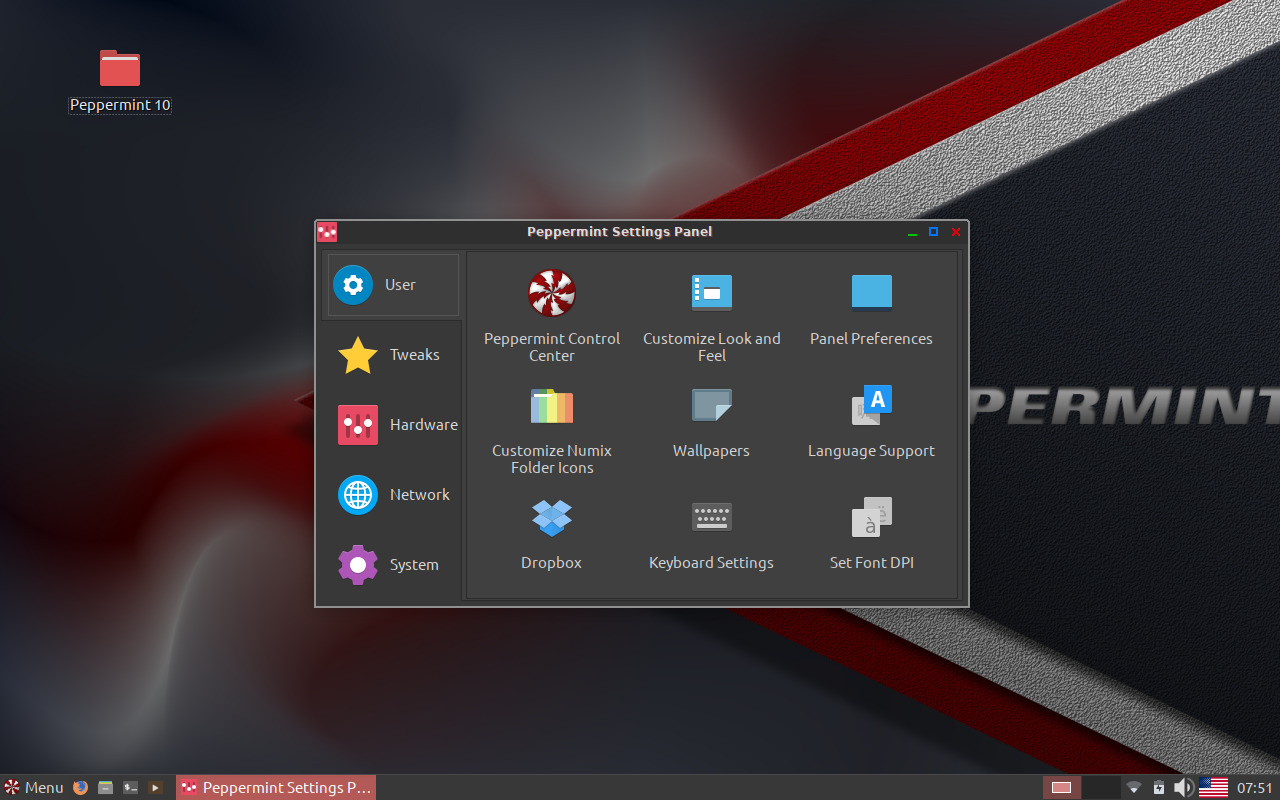 Peppermint 10
Peppermint Settings Panel
User
Tweaks
Hardware
Network
System
Peppermint Control
Center
Customize Look and
Feel
Panel Preferences
Customize Numix
Folder Icons
Wallpapers
A
Language Support
Dropbox
Keyboard Settings
à
ë
Set Font DPI
PERMINT
Menu
Peppermint Settings P...
07:51